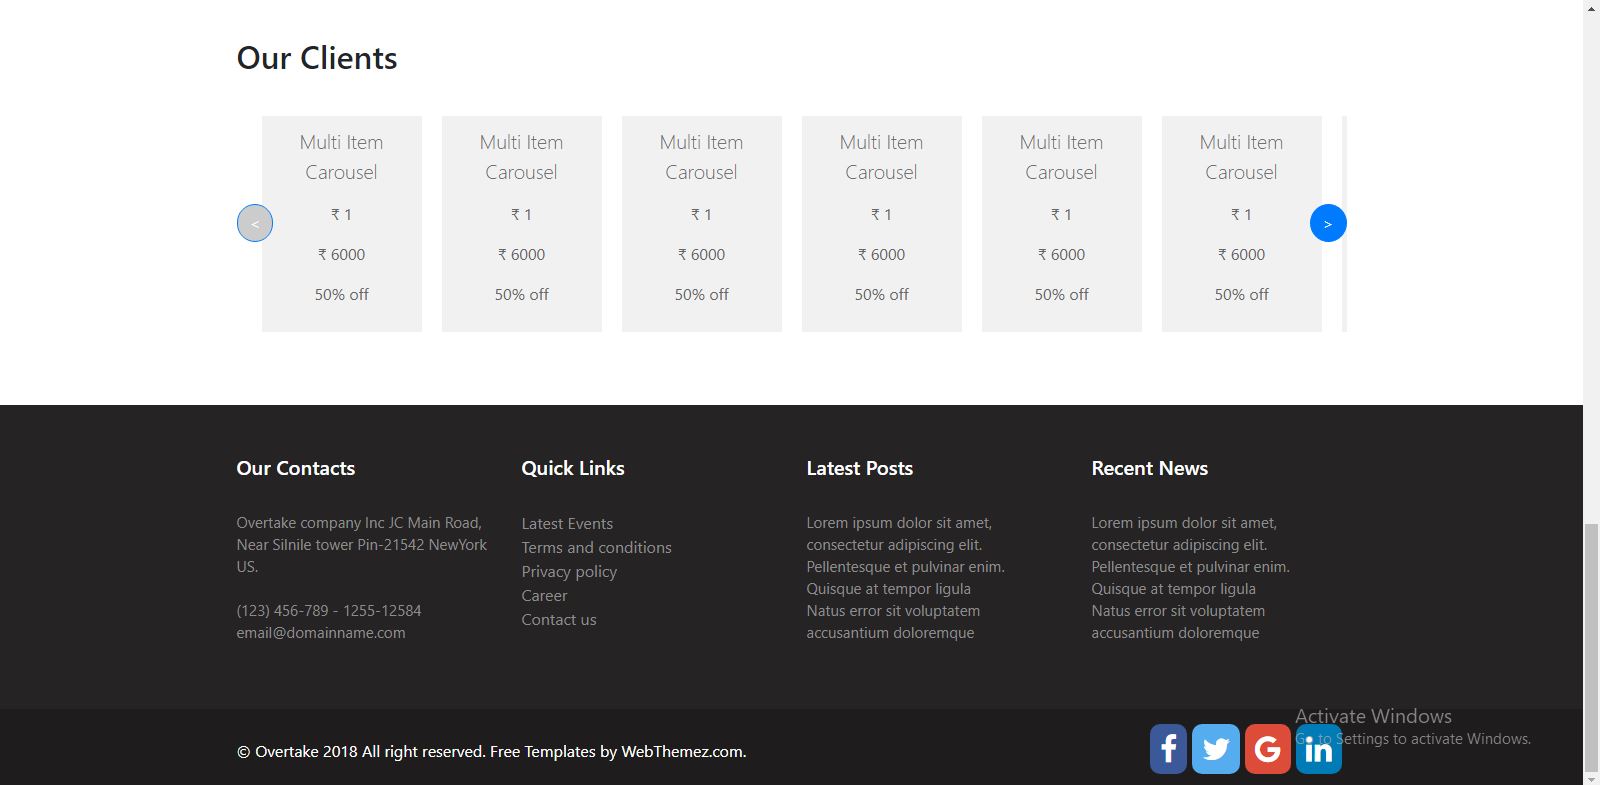 Our Clients
Multi Item
Carousel
₹ 1
₹ 6000
50% off
Multi Item
Carousel
₹ 1
₹ 6000
50% off
Multi Item
Carousel
₹ 1
₹ 6000
50% off
Multi Item
Carousel
₹ 1
₹ 6000
50% off
Multi Item
Carousel
₹ 1
₹ 6000
50% off
Multi Item
Carousel
₹ 1
₹ 6000
50% off
<
>
Our Contacts
Overtake company Inc JC Main Road,
Near Silnile tower Pin-21542 NewYork
US.
(123) 456-789 - 1255-12584
email@domainname.com
Quick Links
Latest Events
Terms and conditions
Privacy policy
Career
Contact us
Latest Posts
Lorem ipsum dolor sit amet,
consectetur adipiscing elit.
Pellentesque et pulvinar enim.
Quisque at tempor ligula
Natus error sit voluptatem
accusantium doloremque
Recent News
Lorem ipsum dolor sit amet,
consectetur adipiscing elit.
Pellentesque et pulvinar enim.
Quisque at tempor ligula
Natus error sit voluptatem
accusantium doloremque
Activate Windows
Go to Settings to activate Windows.
© Overtake 2018 All right reserved. Free Templates by WebThemez.com.
f
G
in